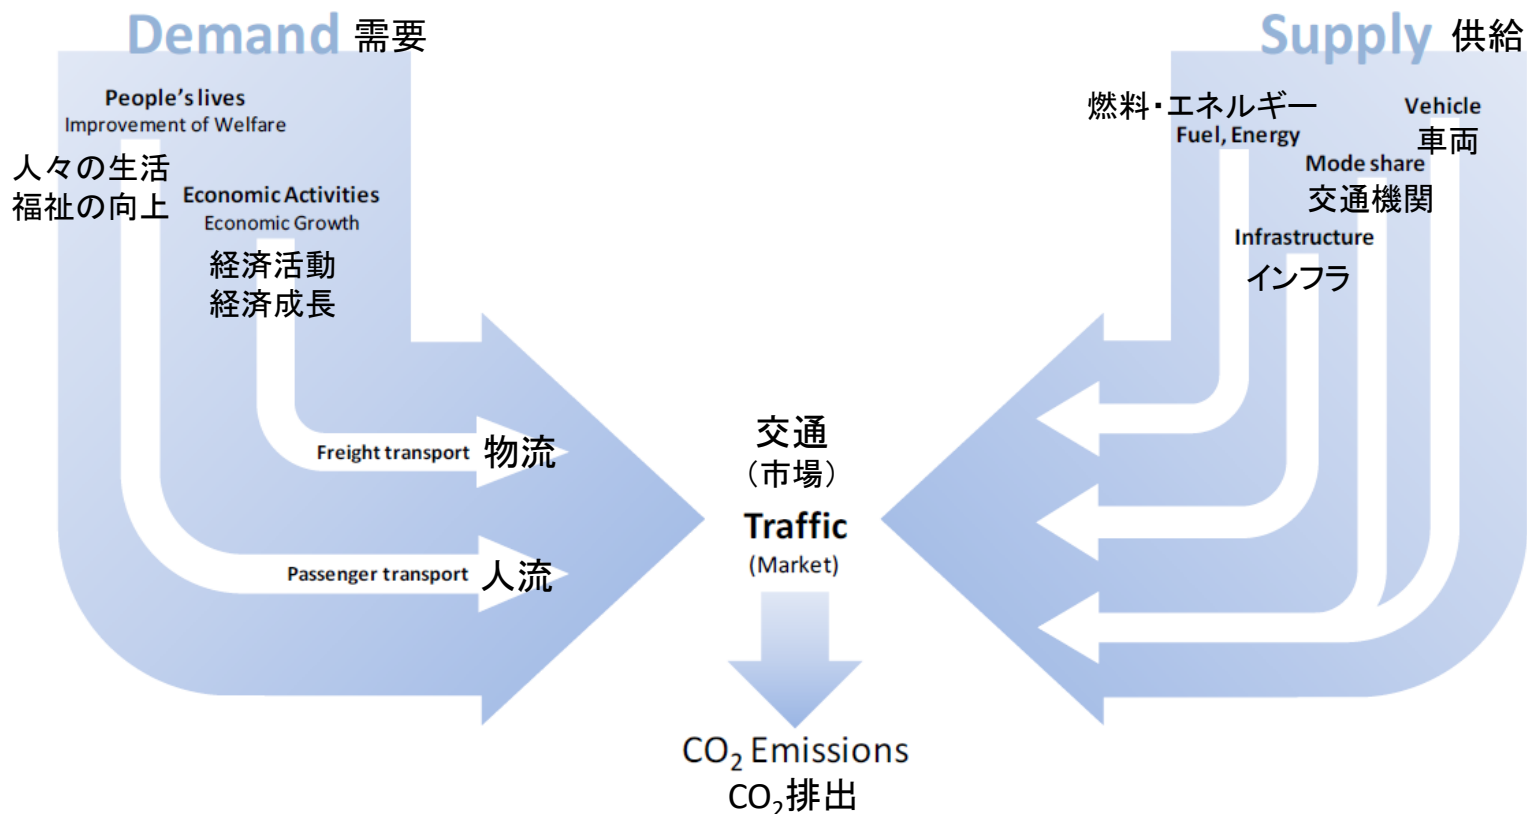 Demand 需要
People's lives
Improvement of Welfare
人々の生活
福祉の向上
Economic Activities
Economic Growth
経済活動
経済成長
Freight transport 物流
Passenger transport 人流
Supply 供給
燃料・エネルギー
Fuel, Energy
Vehicle
車両
Mode share
交通機関
Infrastructure
インフラ
交通
（市場）
Traffic
(Market)
CO₂ Emissions
CO₂排出